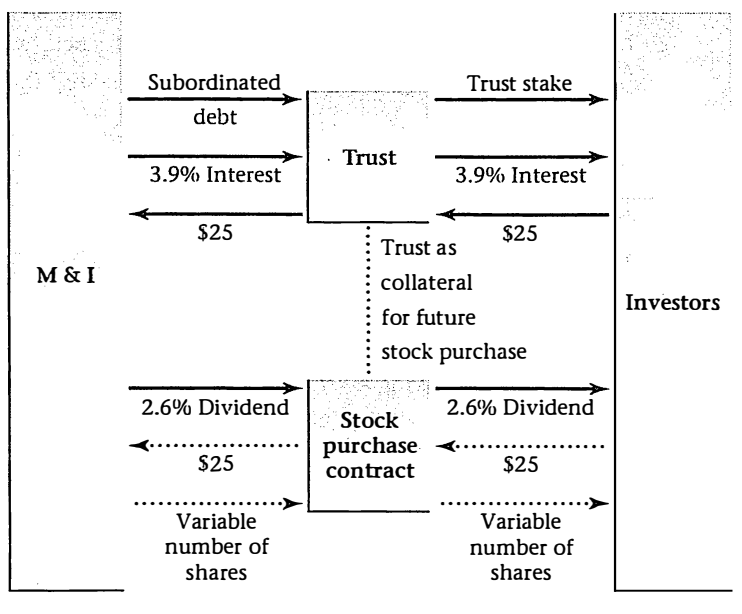 Subordinated
debt
Trust stake
Trust
3.9% Interest
3.9% Interest
$25
$25
Trust as
collateral
for future
stock purchase
M & I
Investors
2.6% Dividend
2.6% Dividend
Stock
purchase
contract
$25
$25
Variable
number of
shares
Variable
number of
shares